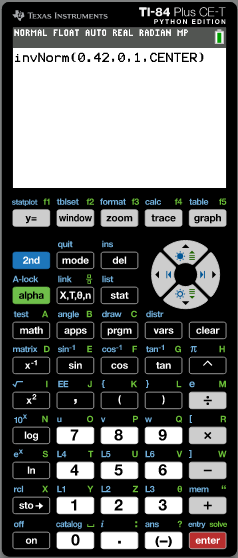 TEXAS INSTRUMENTS TI-84 Plus CE-T
PYTHON EDITION
NORMAL FLOAT AUTO REAL RADIAN MP
invNorm(0.42,0,1,CENTER)
statplot f1 tblset f2 format f3 calc f4 table f5
y= window zoom trace graph
quit ins
2nd mode del
A-lock link list
alpha X,T,θ,n stat
test A angle B draw C distr
math apps prgm vars clear
matrix D sin⁻¹ E cos⁻¹ F tan⁻¹ G π H
x⁻¹ sin cos tan ^
√ I EE J { K } L e M
x² , ( ) ÷
10ˣ N u O v P w Q [ R
log 7 8 9 ×
eˣ S L4 T L5 U L6 V ] W
ln 4 5 6 −
rcl X L1 Y L2 Z L3 θ mem "
sto→ 1 2 3 +
off catalog i : ans ? entry solve
on 0 . (−) enter